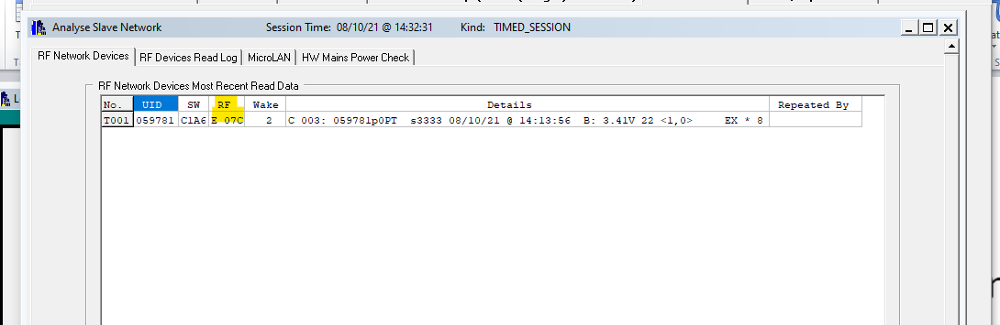 Analyse Slave Network Session Time: 08/10/21 @ 14:32:31 Kind: TIMED_SESSION
RF Network Devices RF Devices Read Log MicroLAN HW Mains Power Check
RF Network Devices Most Recent Read Data
No. UID SW RF Wake Details Repeated By
T001 059781 C1A6 E 07C 2 C 003: 059781p0PT s3333 08/10/21 @ 14:13:56 B: 3.41V 22 <1,0> EX * 8